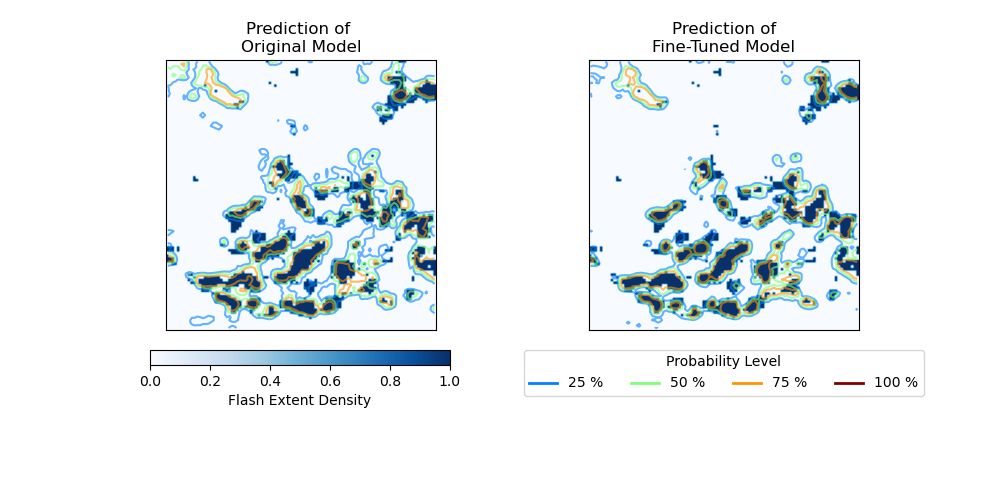 Prediction of
Original Model
Prediction of
Fine-Tuned Model
0.0 0.2 0.4 0.6 0.8 1.0
Flash Extent Density
Probability Level
25 % 50 % 75 % 100 %